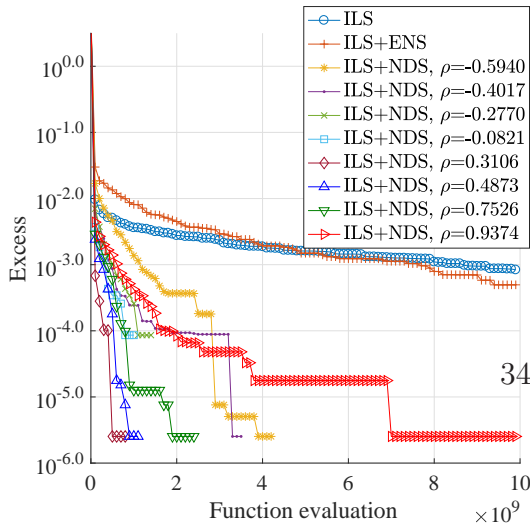 ILS
ILS+ENS
ILS+NDS, ρ=-0.5940
ILS+NDS, ρ=-0.4017
ILS+NDS, ρ=-0.2770
ILS+NDS, ρ=-0.0821
ILS+NDS, ρ=0.3106
ILS+NDS, ρ=0.4873
ILS+NDS, ρ=0.7526
ILS+NDS, ρ=0.9374
10^0.0
10^-1.0
10^-2.0
10^-3.0
10^-4.0
10^-5.0
10^-6.0
Excess
34
0 2 4 6 8 10
Function evaluation
×10^9